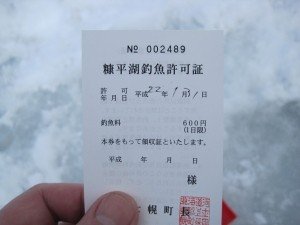 № 002489
糠平湖釣魚許可証
許可年月日 平成22年1月31日
釣魚料 600円
(1日限)
本券をもって領収証といたします。
平成 年 月 日
様
幌町長